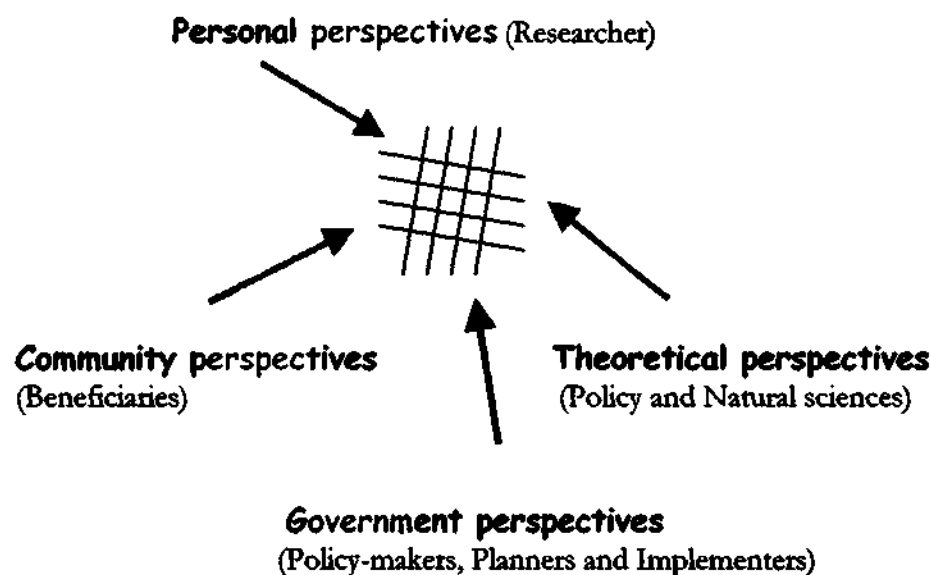 Personal perspectives (Researcher)
Community perspectives
(Beneficiaries)
Theoretical perspectives
(Policy and Natural sciences)
Government perspectives
(Policy-makers, Planners and Implementers)